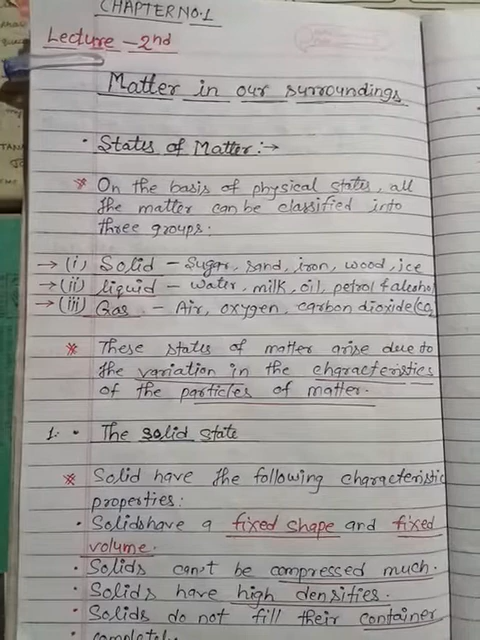 CHAPTER NO.1
Lecture - 2nd
Matter in our surroundings
• States of Matter :→
* On the basis of physical states, all
the matter can be classified into
three groups.
→ (i) Solid - Sugar, sand, iron, wood, ice
→ (ii) liquid - Water, milk, oil, petrol & alcohol
→ (iii) Gas - Air, oxygen, carbon dioxide (CO2
* These states of matter arise due to
the variation in the characteristics
of the particles of matter.
1. • The solid state
* Solid have the following characteristic
properties:
• Solids have a fixed shape and fixed
volume.
• Solids can't be compressed much.
• Solids have high densities.
• Solids do not fill their container
• completely.